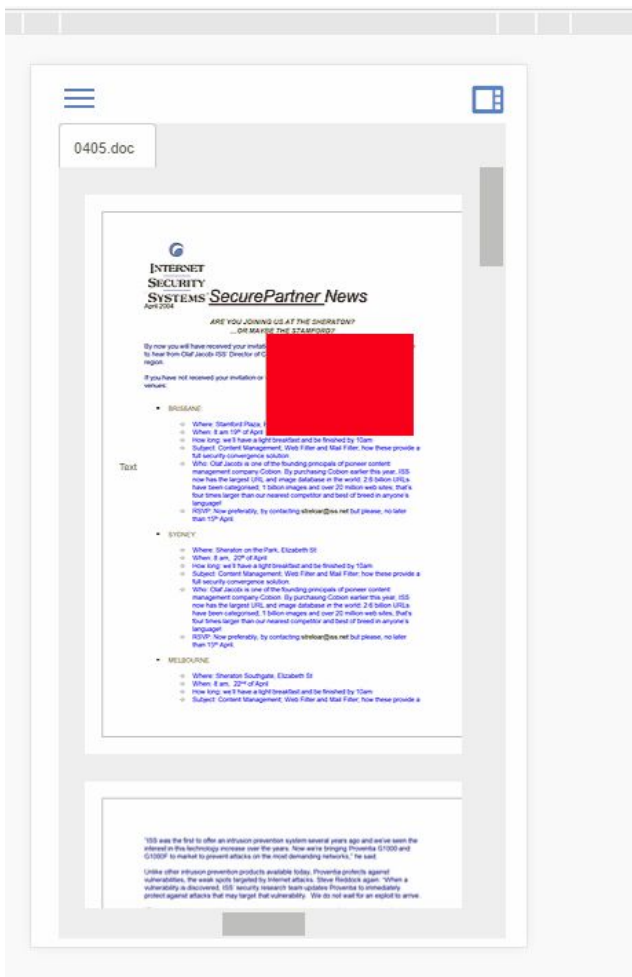 0405.doc
INTERNET
SECURITY
SYSTEMS
SecurePartner News
April 2004
ARE YOU JOINING US AT THE SHERATON?
...OR MAYBE THE STAMFORD?
By now you will have received your
to hear from Olaf Jacobi ISS' Director of
region.
If you have not received your invitation or
venues:
BRISBANE
Where: Stamford Plaza,
When: 8 am 19th of April
How long: we'll have a light breakfast and be finished by 10am
Subject: Content Management; Web Filter and Mail Filter; how these provide a
full security convergence solution.
Who: Olaf Jacobi is one of the founding principals of pioneer content
management company Cobion. By purchasing Cobion earlier this year, ISS
now has the largest URL and image database in the world: 2.6 billion URLs
have been categorised, 1 billion images and over 20 million web sites; that's
four times larger than our nearest competitor and best of breed in anyone's
language!
RSVP: Now preferably, by contacting streloar@iss.net but please, no later
than 15th April.
Text
SYDNEY
Where: Sheraton on the Park, Elizabeth St
When: 8 am, 20th of April
How long: we'll have a light breakfast and be finished by 10am
Subject: Content Management; Web Filter and Mail Filter; how these provide a
full security convergence solution.
Who: Olaf Jacobi is one of the founding principals of pioneer content
management company Cobion. By purchasing Cobion earlier this year, ISS
now has the largest URL and image database in the world: 2.6 billion URLs
have been categorised, 1 billion images and over 20 million web sites; that's
four times larger than our nearest competitor and best of breed in anyone's
language!
RSVP: Now preferably, by contacting streloar@iss.net but please, no later
than 15th April.
MELBOURNE
Where: Sheraton Southgate, Elizabeth St
When: 8 am, 22nd of April
How long: we'll have a light breakfast and be finished by 10am
Subject: Content Management; Web Filter and Mail Filter; how these provide a
"ISS was the first to offer an intrusion prevention system several years ago and we've seen the
interest in this technology increase over the years. Now we're bringing Proventia G1000 and
G1000F to market to prevent attacks on the most demanding networks," he said.
Unlike other intrusion prevention products available today, Proventia protects against
vulnerabilities, the weak spots targeted by Internet attacks. Steve Reddock again: "When a
vulnerability is discovered, ISS' security research team updates Proventia to immediately
protect against attacks that may target that vulnerability. We do not wait for an exploit to arrive.